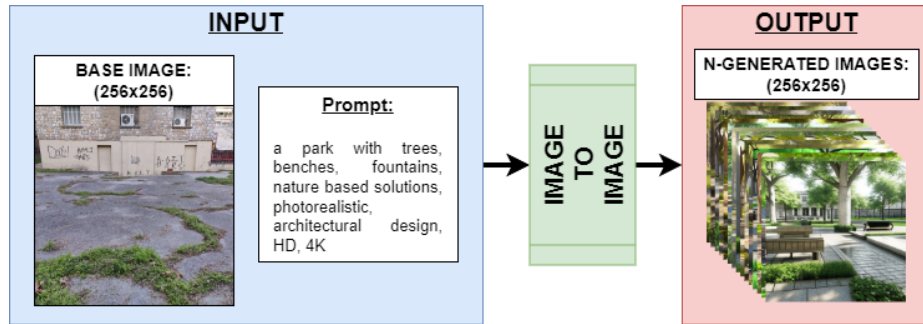 INPUT
BASE IMAGE:
(256x256)
Prompt:
a park with trees,
benches, fountains,
nature based solutions,
photorealistic,
architectural design,
HD, 4K
IMAGE
TO
IMAGE
OUTPUT
N-GENERATED IMAGES:
(256x256)